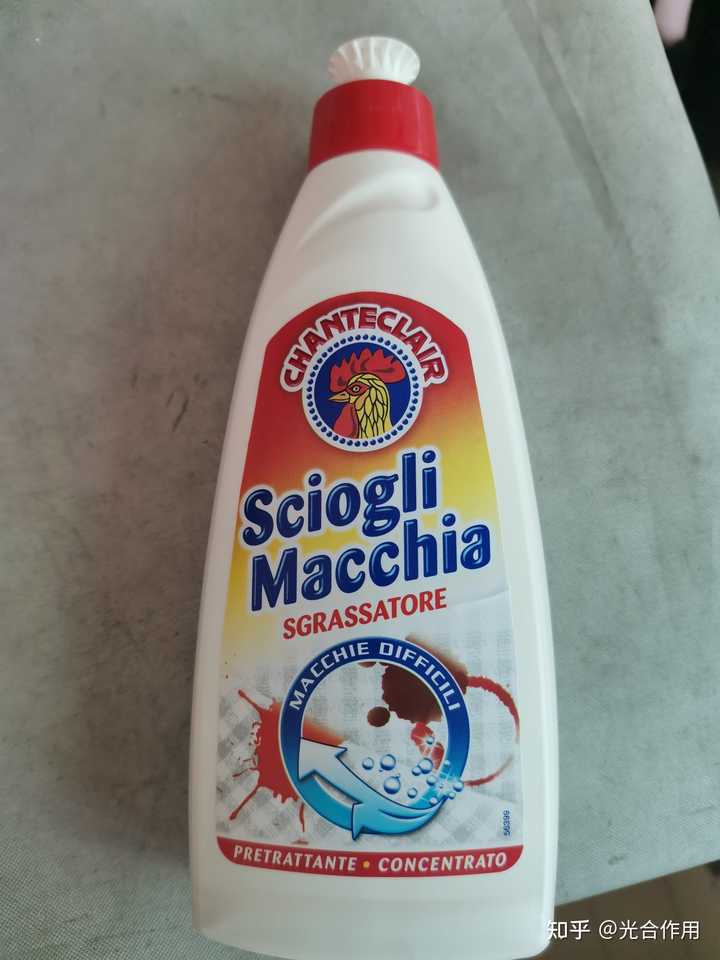 CHANTECLAIR
Sciogli
Macchia
SGRASSATORE
MACCHIE DIFFICILI
56399
PRETRATTANTE • CONCENTRATO
知乎 @光合作用